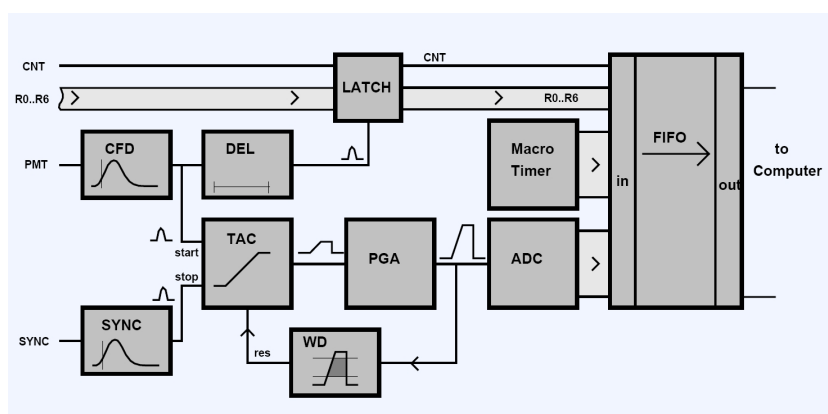 CNT
CNT
R0..R6
LATCH
R0..R6
PMT
CFD
DEL
Macro
Timer
FIFO
to
Computer
in
out
start
stop
TAC
PGA
ADC
SYNC
SYNC
res
WD